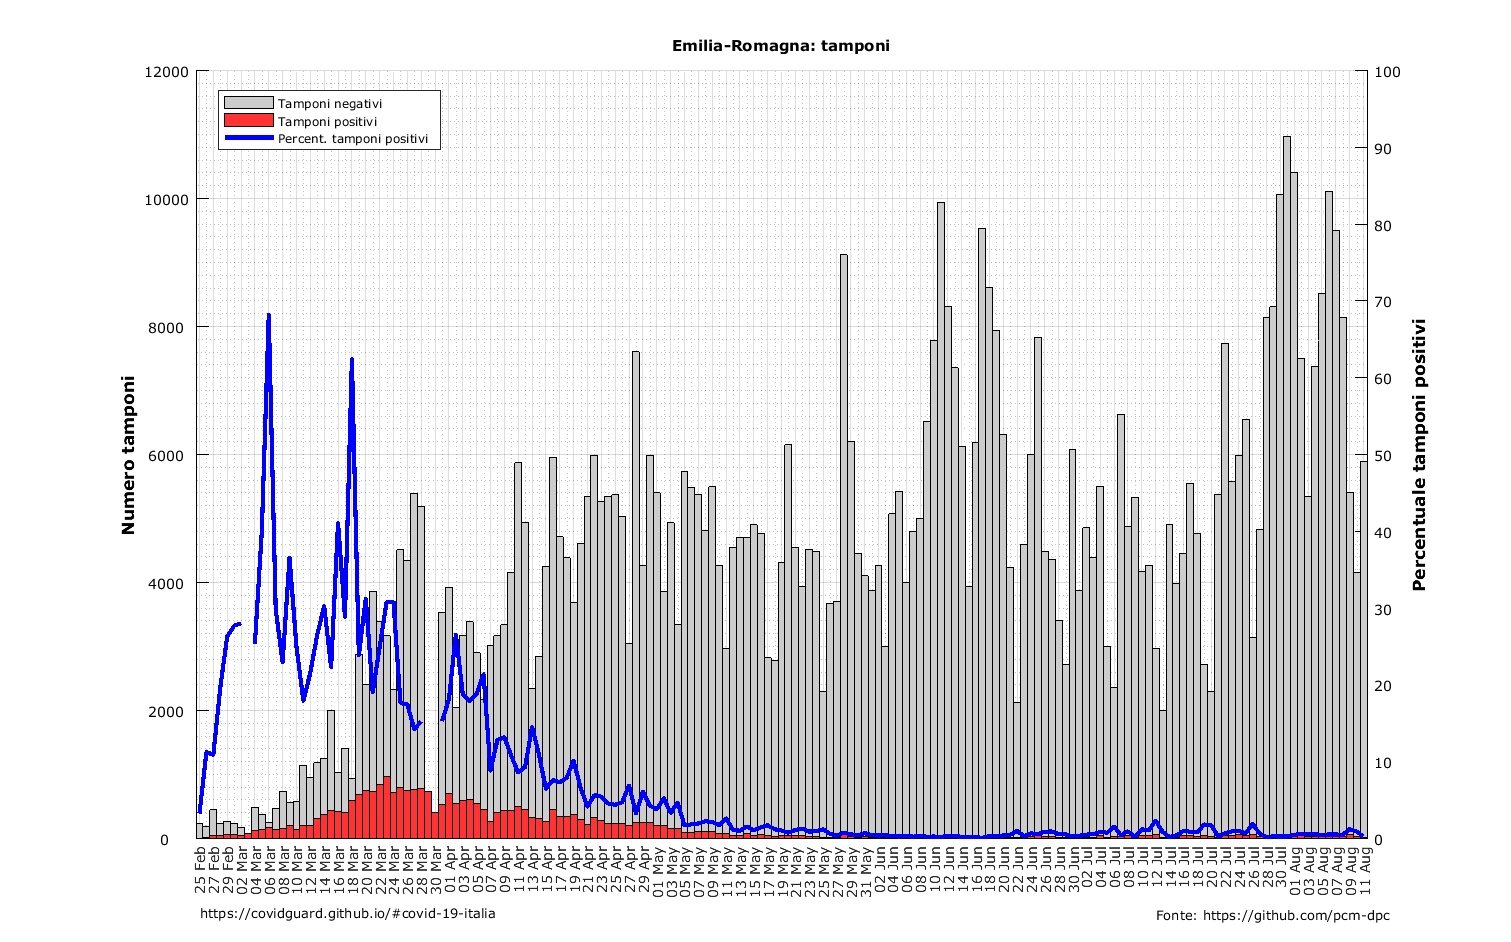 Emilia-Romagna: tamponi
12000
10000
8000
6000
4000
2000
0
100
90
80
70
60
50
40
30
20
10
0
Tamponi negativi
Tamponi positivi
Percent. tamponi positivi
Numero tamponi
Percentuale tamponi positivi
25 Feb
27 Feb
29 Feb
02 Mar
04 Mar
06 Mar
08 Mar
10 Mar
12 Mar
14 Mar
16 Mar
18 Mar
20 Mar
22 Mar
24 Mar
26 Mar
28 Mar
30 Mar
01 Apr
03 Apr
05 Apr
07 Apr
09 Apr
11 Apr
13 Apr
15 Apr
17 Apr
19 Apr
21 Apr
23 Apr
25 Apr
27 Apr
29 Apr
01 May
03 May
05 May
07 May
09 May
11 May
13 May
15 May
17 May
19 May
21 May
23 May
25 May
27 May
29 May
31 May
02 Jun
04 Jun
06 Jun
08 Jun
10 Jun
12 Jun
14 Jun
16 Jun
18 Jun
20 Jun
22 Jun
24 Jun
26 Jun
28 Jun
30 Jun
02 Jul
04 Jul
06 Jul
08 Jul
10 Jul
12 Jul
14 Jul
16 Jul
18 Jul
20 Jul
22 Jul
24 Jul
26 Jul
28 Jul
30 Jul
01 Aug
03 Aug
05 Aug
07 Aug
09 Aug
11 Aug
https://covidguard.github.io/#covid-19-italia
Fonte: https://github.com/pcm-dpc